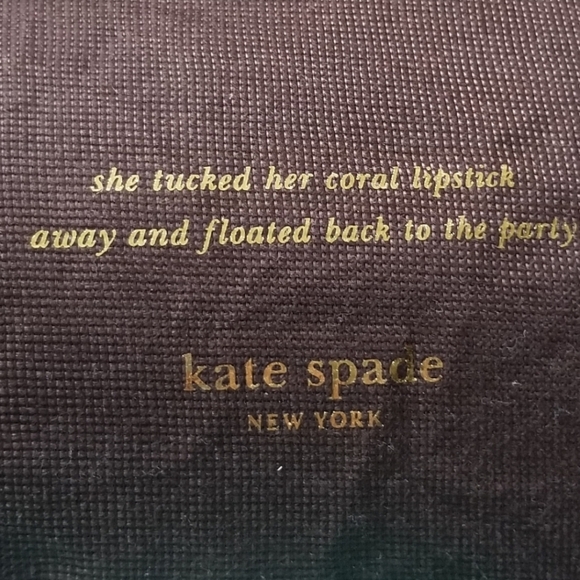 she tucked her coral lipstick
away and floated back to the party
kate spade
NEW YORK